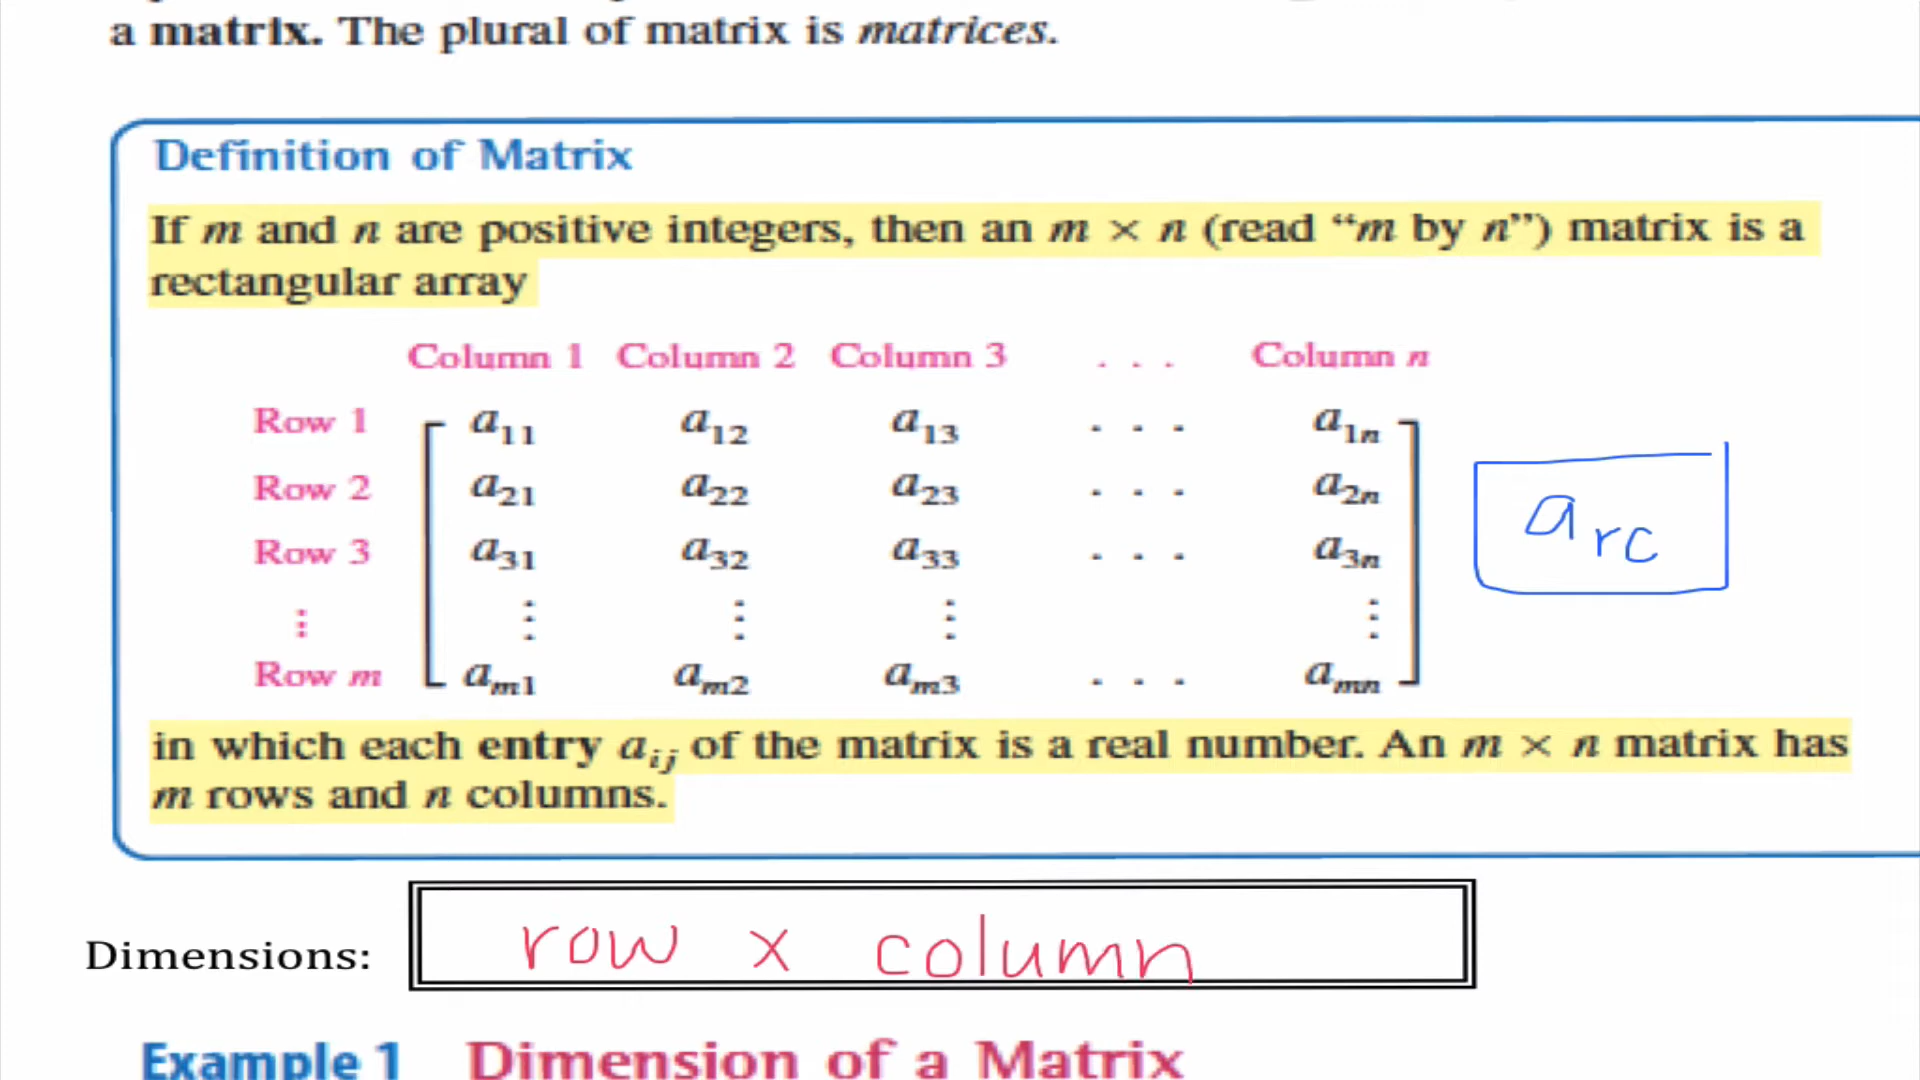 a matrix. The plural of matrix is matrices.
Definition of Matrix
If m and n are positive integers, then an m × n (read “m by n”) matrix is a
rectangular array
Column 1 Column 2 Column 3 . . . Column n
Row 1 a11 a12 a13 . . . a1n
Row 2 a21 a22 a23 . . . a2n
Row 3 a31 a32 a33 . . . a3n
⋮ ⋮ ⋮ ⋮ ⋮
Row m am1 am2 am3 . . . amn
arc
in which each entry aij of the matrix is a real number. An m × n matrix has
m rows and n columns.
Dimensions: row x column
Example 1 Dimension of a Matrix